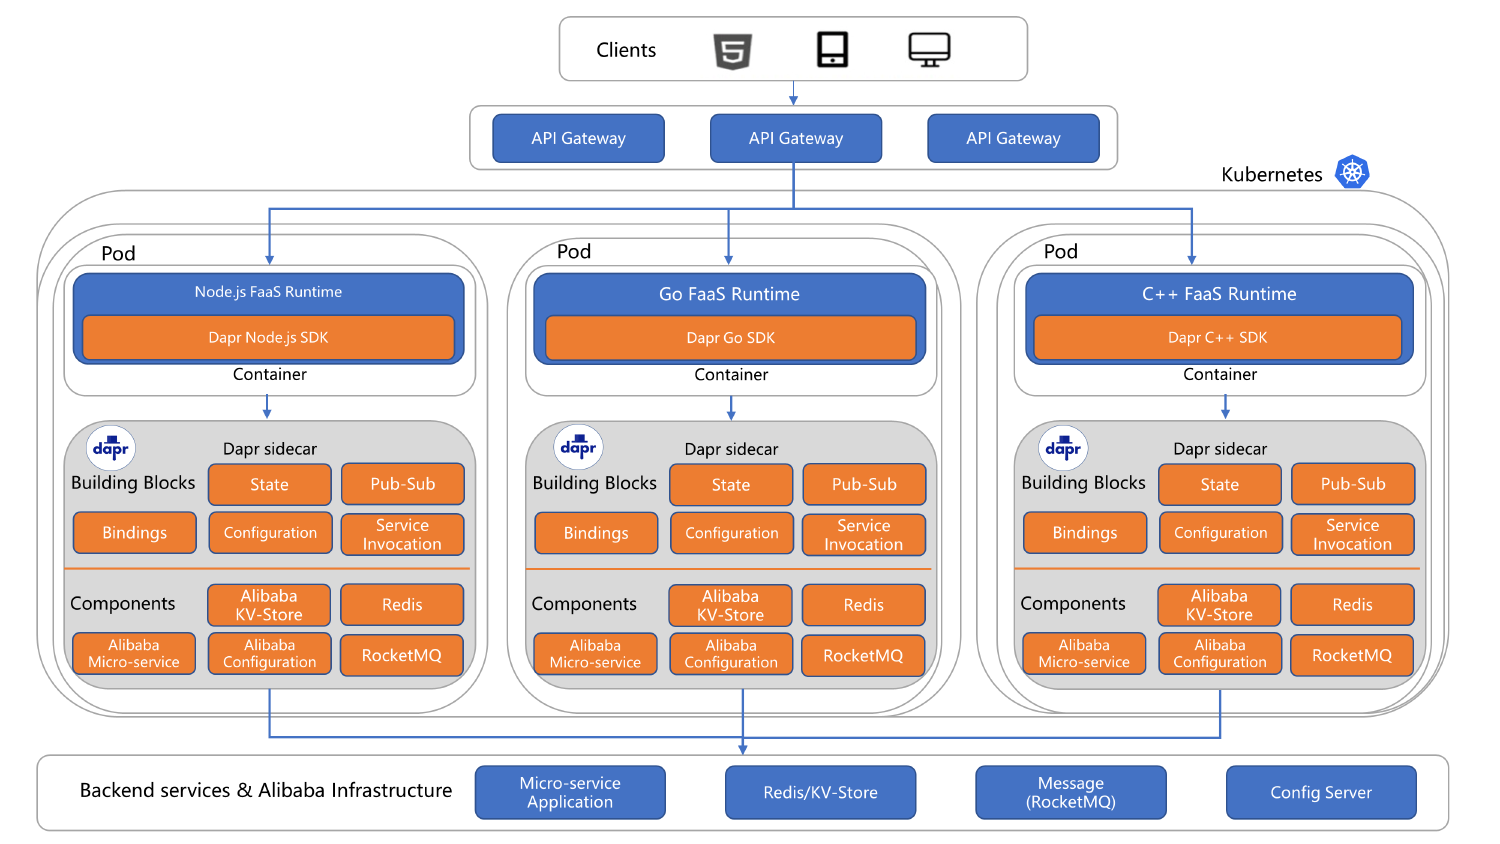 Clients
5
API Gateway
API Gateway
API Gateway
Kubernetes
Pod
Node.js FaaS Runtime
Dapr Node.js SDK
Container
dapr
Dapr sidecar
Building Blocks
State
Pub-Sub
Bindings
Configuration
Service
Invocation
Components
Alibaba
KV-Store
Redis
Alibaba
Micro-service
Alibaba
Configuration
RocketMQ
Pod
Go FaaS Runtime
Dapr Go SDK
Container
dapr
Dapr sidecar
Building Blocks
State
Pub-Sub
Bindings
Configuration
Service
Invocation
Components
Alibaba
KV-Store
Redis
Alibaba
Micro-service
Alibaba
Configuration
RocketMQ
Pod
C++ FaaS Runtime
Dapr C++ SDK
Container
dapr
Dapr sidecar
Building Blocks
State
Pub-Sub
Bindings
Configuration
Service
Invocation
Components
Alibaba
KV-Store
Redis
Alibaba
Micro-service
Alibaba
Configuration
RocketMQ
Backend services & Alibaba Infrastructure
Micro-service
Application
Redis/KV-Store
Message
(RocketMQ)
Config Server